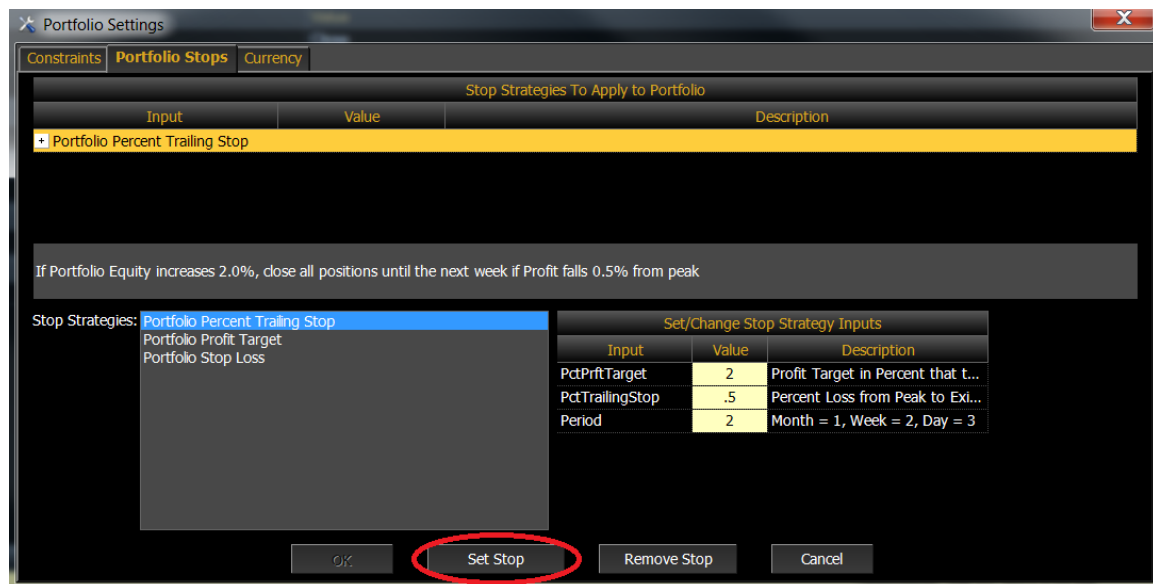 Portfolio Settings
X
Constraints Portfolio Stops Currency
Stop Strategies To Apply to Portfolio
Input Value Description
+ Portfolio Percent Trailing Stop
If Portfolio Equity increases 2.0%, close all positions until the next week if Profit falls 0.5% from peak
Stop Strategies:
Portfolio Percent Trailing Stop
Portfolio Profit Target
Portfolio Stop Loss
Set/Change Stop Strategy Inputs
Input Value Description
PctPrftTarget 2 Profit Target in Percent that t...
PctTrailingStop .5 Percent Loss from Peak to Exi...
Period 2 Month = 1, Week = 2, Day = 3
OK Set Stop Remove Stop Cancel